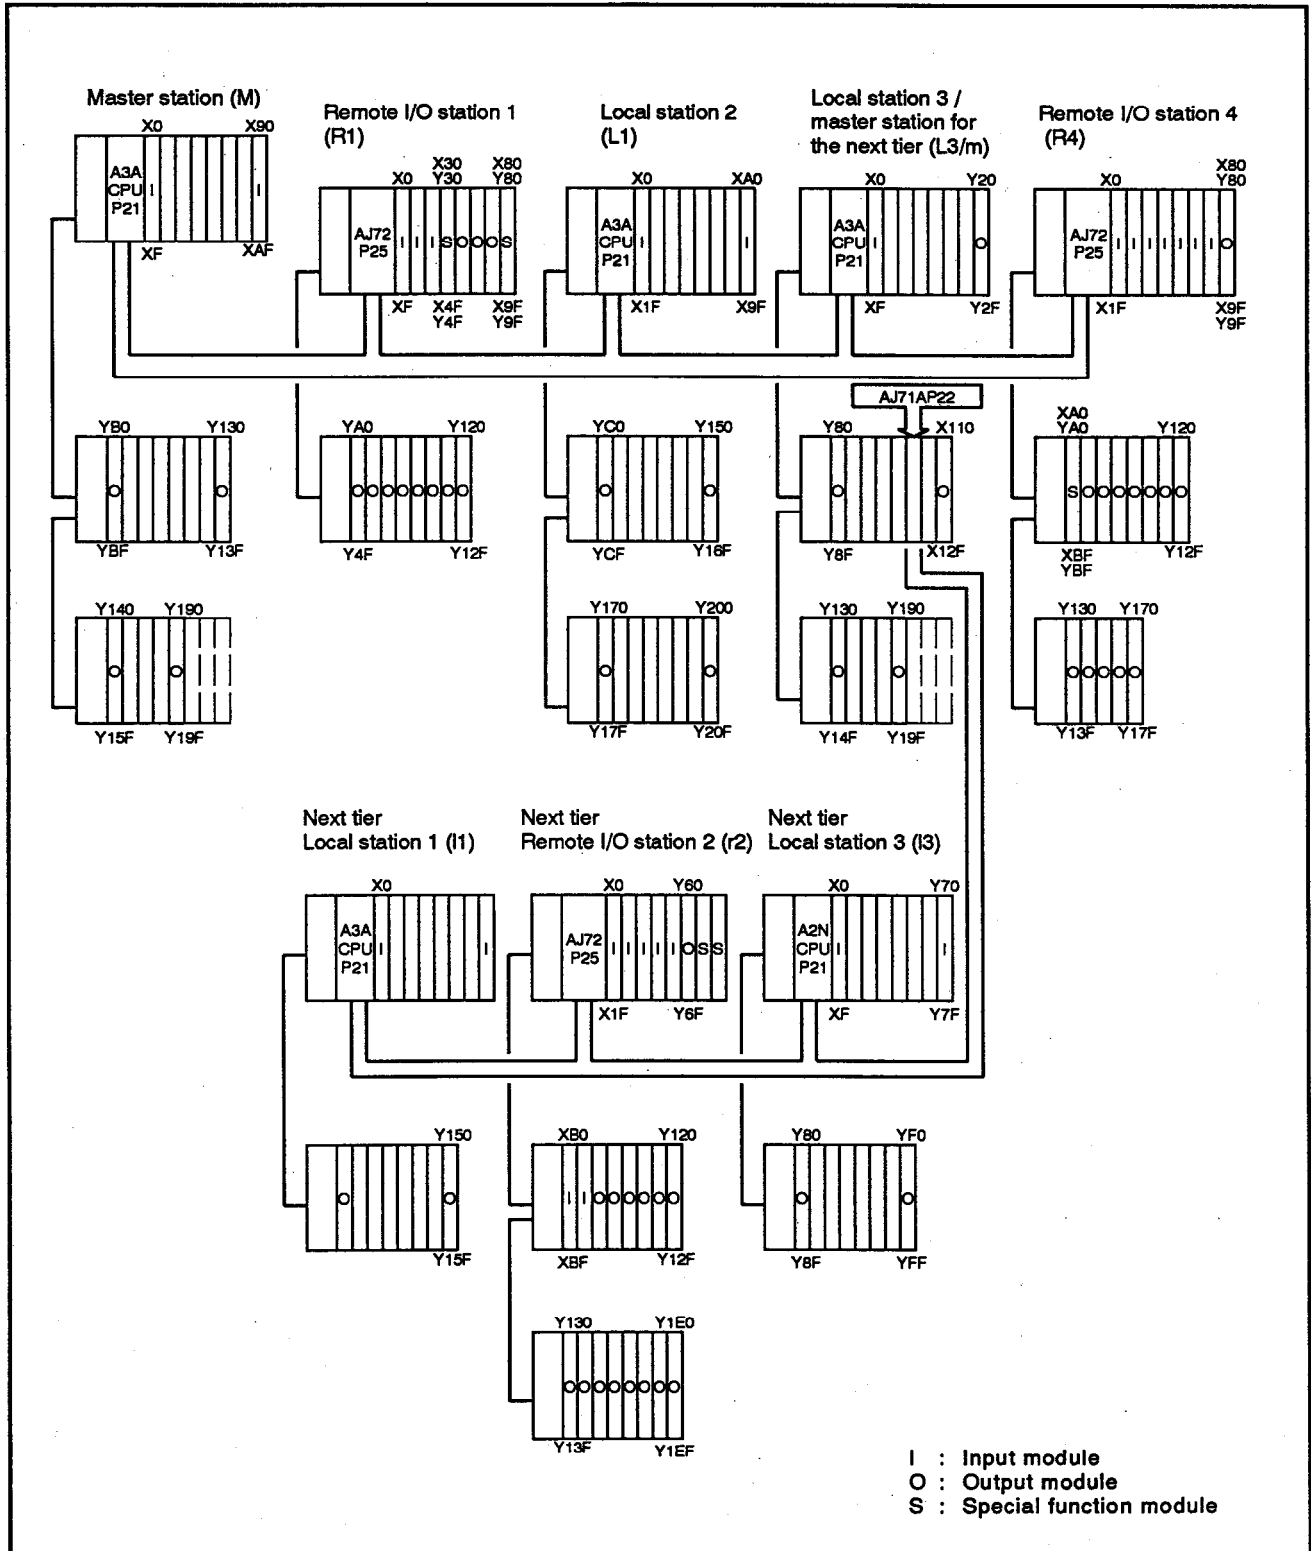 Master station (M)
X0 X90
A3A
CPU
P21
I I
XF XAF
Remote I/O station 1
(R1)
X30 X80
X0 Y30 Y80
AJ72
P25
I I I S O O O S
XF X4F X9F
Y4F Y9F
Local station 2
(L1)
X0 XA0
A3A
CPU
P21
I I
X1F X9F
Local station 3 /
master station for
the next tier (L3/m)
X0 Y20
A3A
CPU
P21
I O
XF Y2F
Remote I/O station 4
(R4)
X80
X0 Y80
AJ72
P25
I I I I I I I O
X1F X9F
Y9F
AJ71AP22
YB0 Y130
O O
YBF Y13F
YA0 Y120
O O O O O O O O
Y4F Y12F
YC0 Y150
O O
YCF Y16F
Y80 X110
O O
Y8F X12F
XA0
YA0 Y120
S O O O O O O O
XBF Y12F
YBF
Y140 Y190
O O
Y15F Y19F
Y170 Y200
O O
Y17F Y20F
Y130 Y190
O O
Y14F Y19F
Y130 Y170
O O O O O
Y13F Y17F
Next tier
Local station 1 (l1)
X0
A3A
CPU
P21
I I
Next tier
Remote I/O station 2 (r2)
X0 Y60
AJ72
P25
I I I I I O S S
X1F Y6F
Next tier
Local station 3 (l3)
X0 Y70
A2N
CPU
P21
I I
XF Y7F
Y150
O O
Y15F
XB0 Y120
I I O O O O O O
XBF Y12F
Y80 YF0
O O
Y8F YFF
Y130 Y1E0
O O O O O O O O
Y13F Y1EF
I : Input module
O : Output module
S : Special function module